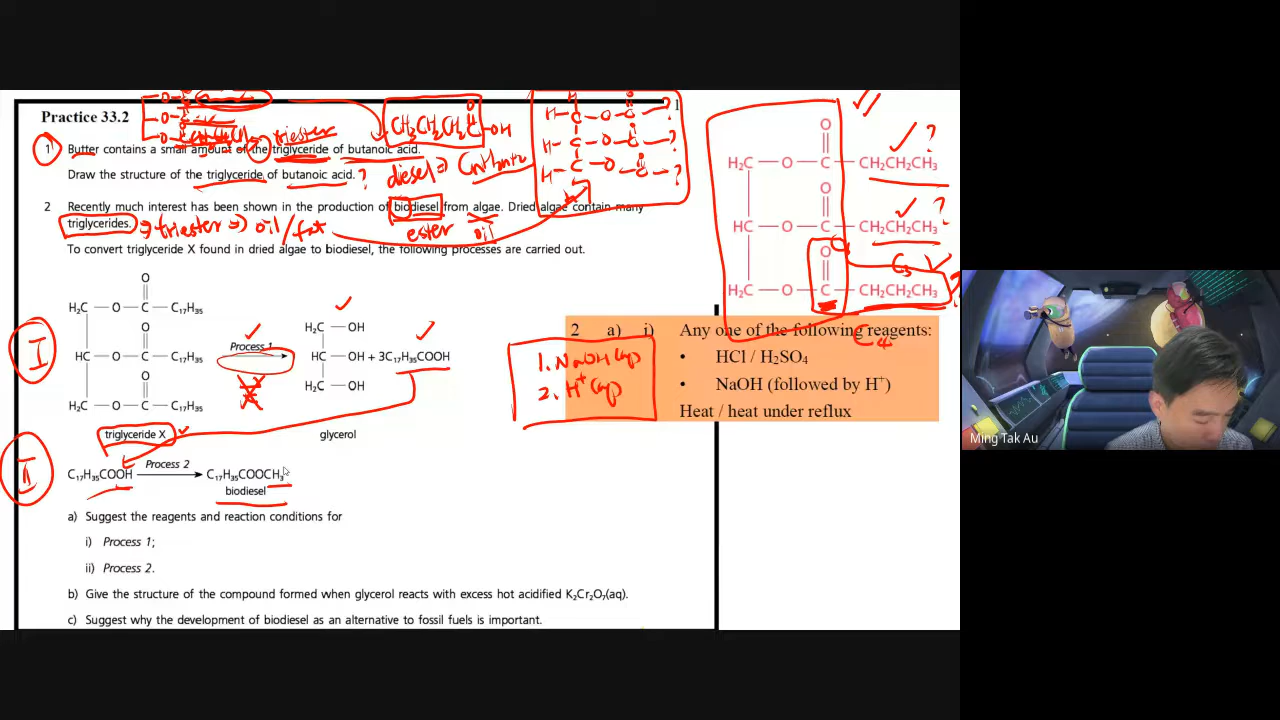 Practice 33.2
1 Butter contains a small amount of the triglyceride of butanoic acid.
Draw the structure of the triglyceride of butanoic acid. ?
triester
CH₃CH₂CH₂C-OH
O
diesel ⇒
2 Recently much interest has been shown in the production of biodiesel from algae. Dried algae contain many
triglycerides. ⇒ triester ⇒ oil/fat
ester oil
To convert triglyceride X found in dried algae to biodiesel, the following processes are carried out.
H
O
H-C-O-C-?
O
H-C-O-C-?
O
H-C-O-C-?
1
O
H₂C — O — C — CH₂CH₂CH₃ ?
O
HC — O — C — CH₂CH₂CH₃ ?
O
H₂C — O — C — CH₂CH₂CH₃ ?
C₃
C₄
I
O
H₂C — O — C — C₁₇H₃₅
O
HC — O — C — C₁₇H₃₅
O
H₂C — O — C — C₁₇H₃₅
triglyceride X
Process 1
H₂C — OH
HC — OH + 3C₁₇H₃₅COOH
H₂C — OH
glycerol
1. NaOH (aq)
2. H⁺ (aq)
2 a) i) Any one of the following reagents:
• HCl / H₂SO₄
• NaOH (followed by H⁺)
Heat / heat under reflux
II
C₁₇H₃₅COOH
Process 2
C₁₇H₃₅COOCH₃
biodiesel
a) Suggest the reagents and reaction conditions for
i) Process 1;
ii) Process 2.
b) Give the structure of the compound formed when glycerol reacts with excess hot acidified K₂Cr₂O₇(aq).
c) Suggest why the development of biodiesel as an alternative to fossil fuels is important.
Ming Tak Au